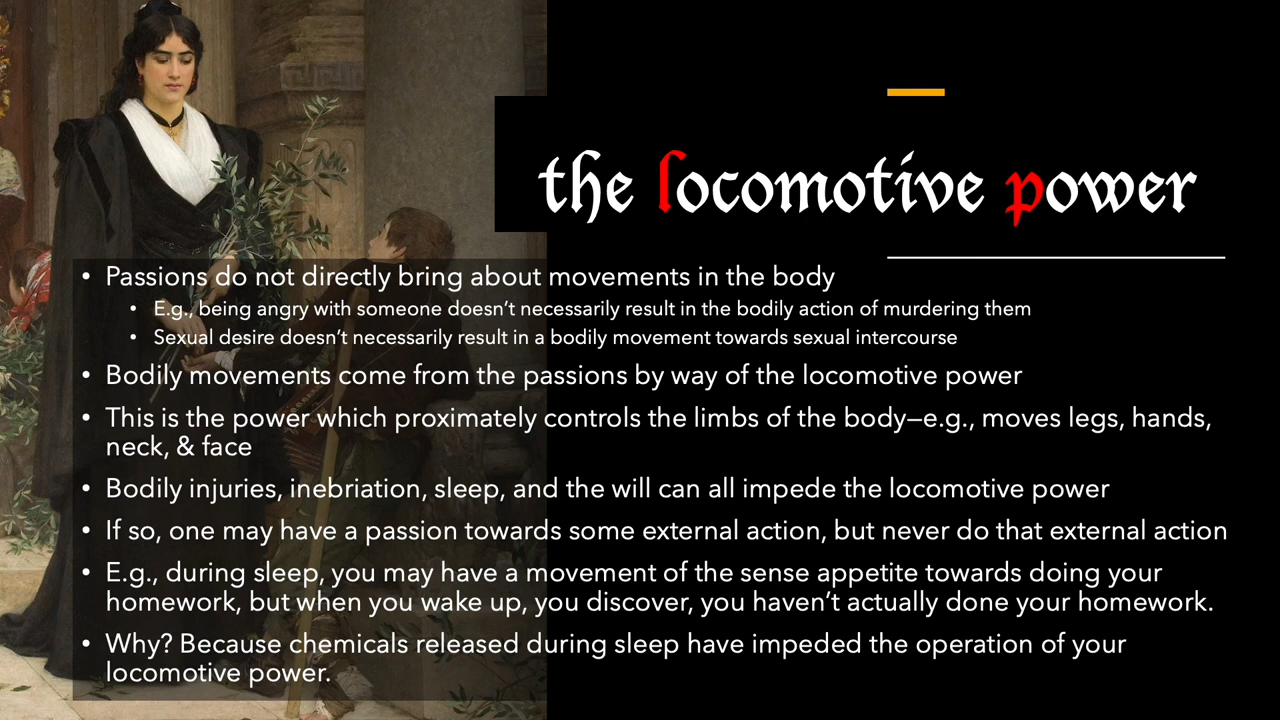 the locomotive power
• Passions do not directly bring about movements in the body
• E.g., being angry with someone doesn’t necessarily result in the bodily action of murdering them
• Sexual desire doesn’t necessarily result in a bodily movement towards sexual intercourse
• Bodily movements come from the passions by way of the locomotive power
• This is the power which proximately controls the limbs of the body—e.g., moves legs, hands,
neck, & face
• Bodily injuries, inebriation, sleep, and the will can all impede the locomotive power
• If so, one may have a passion towards some external action, but never do that external action
• E.g., during sleep, you may have a movement of the sense appetite towards doing your
homework, but when you wake up, you discover, you haven’t actually done your homework.
• Why? Because chemicals released during sleep have impeded the operation of your
locomotive power.